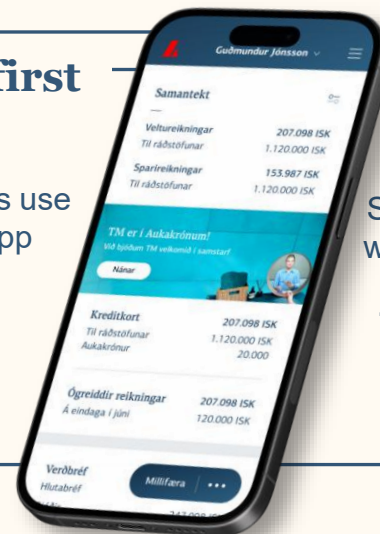 first
s use
pp
S
w
Guðmundur Jónsson
Samantekt
Veltureikningar 207.098 ISK
Til ráðstöfunar 1.120.000 ISK
Sparireikningar 153.987 ISK
Til ráðstöfunar 1.120.000 ISK
TM er í Aukakrónum!
Við bjóðum TM velkomið í samstarf
Nánar
Kreditkort 207.098 ISK
Til ráðstöfunar 1.120.000 ISK
Aukakrónur 20.000
Ógreiddir reikningar 207.098 ISK
Á eindaga í júní 120.000 ISK
Verðbréf
Hlutabréf
Millifæra